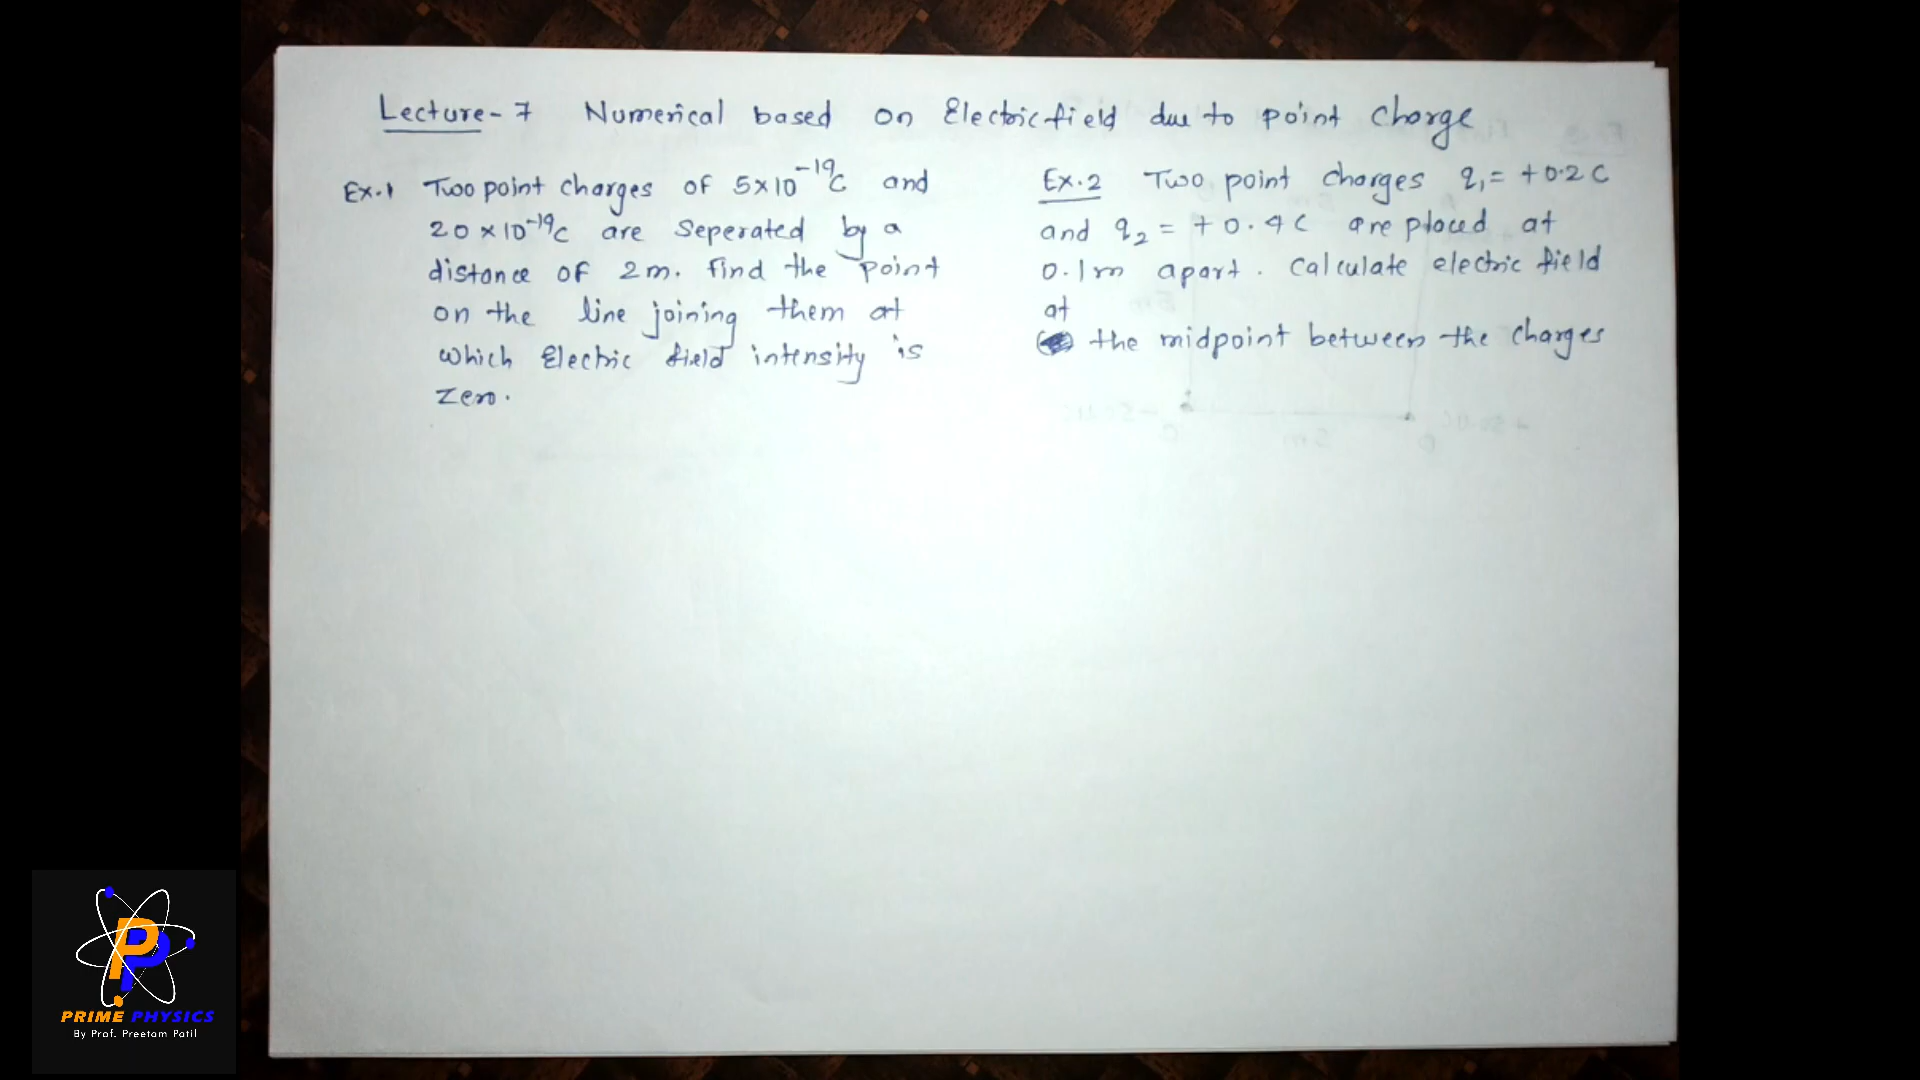 Lecture-7 Numerical based on Electric field due to point charge
Ex.1 Two point charges of 5×10⁻¹⁹C and
20×10⁻¹⁹C are seperated by a
distance of 2m. Find the point
on the line joining them at
which Electric field intensity is
zero.
Ex.2 Two point charges q₁= +0.2C
and q₂ = +0.4C are placed at
0.1m apart. Calculate electric field
at
the midpoint between the charges
PRIME PHYSICS
By Prof. Preetam Patil